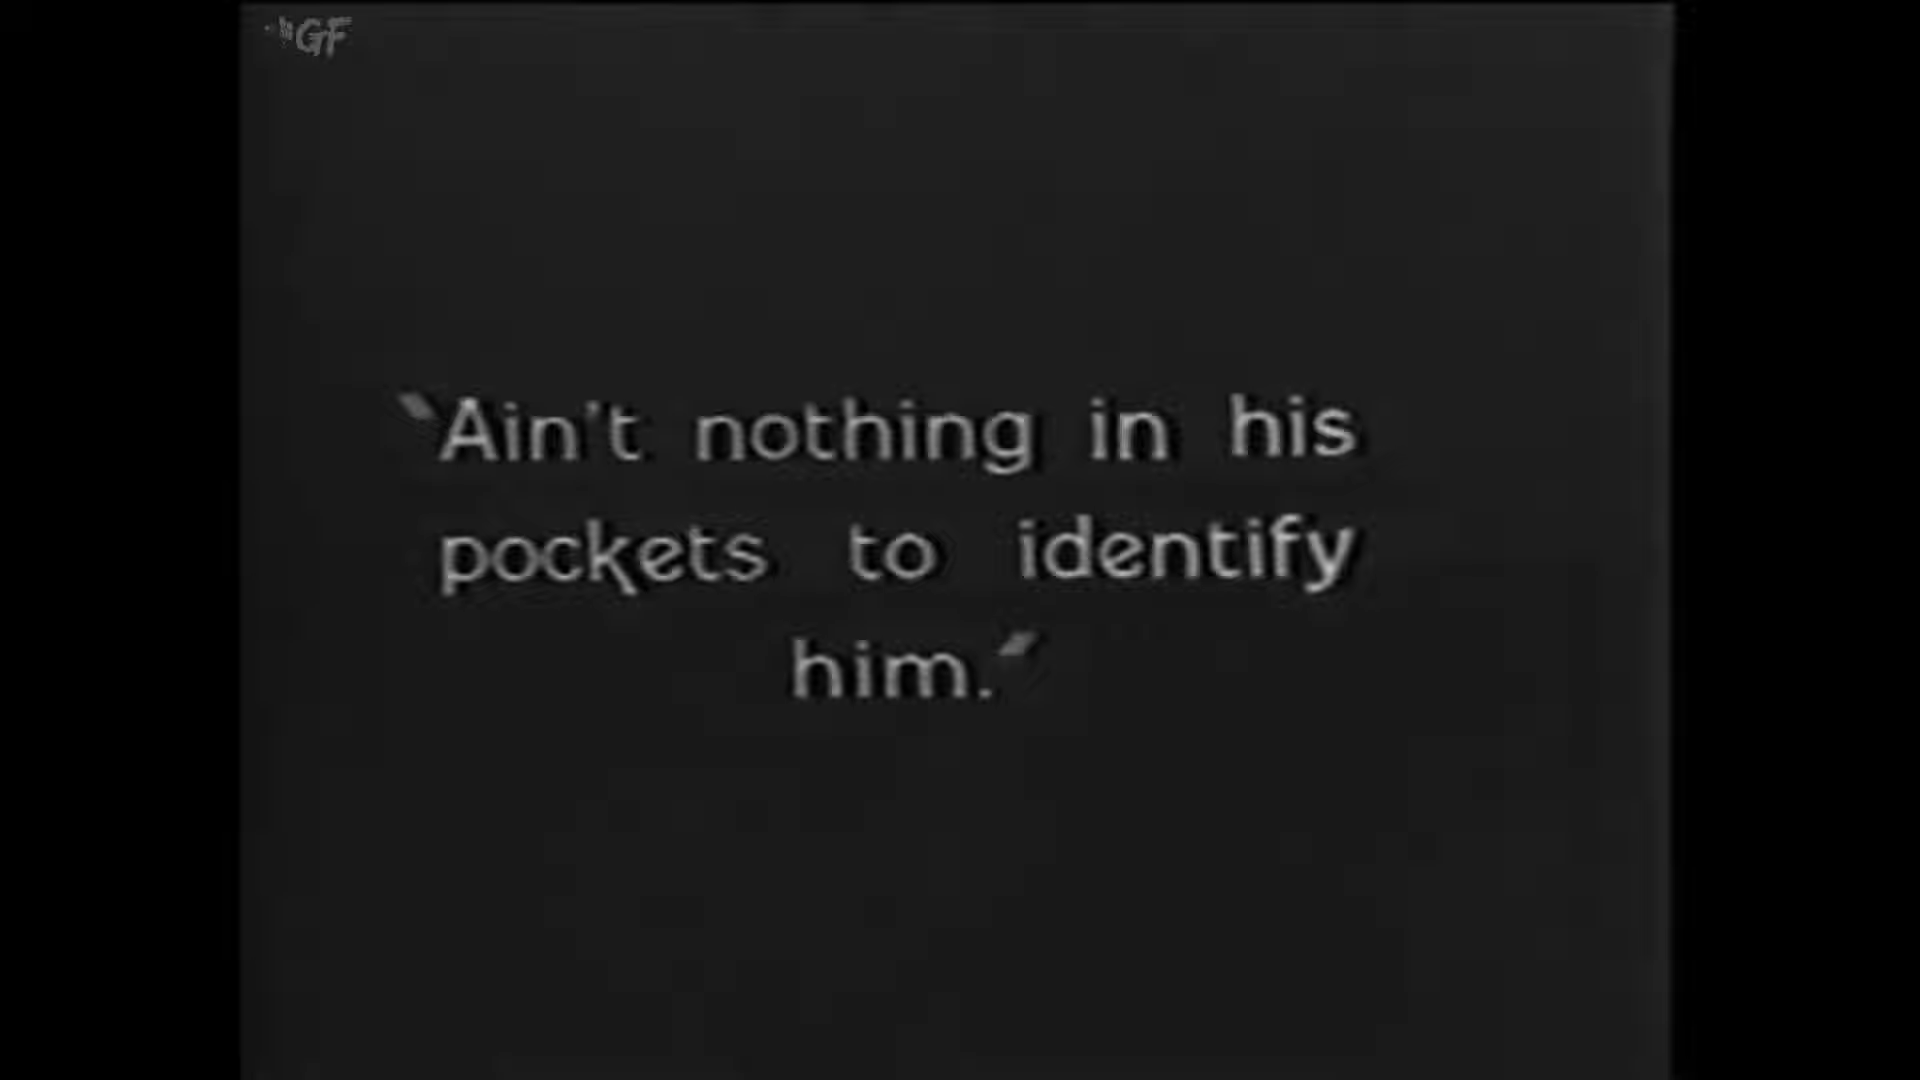 GF
"Ain't nothing in his
pockets to identify
him."